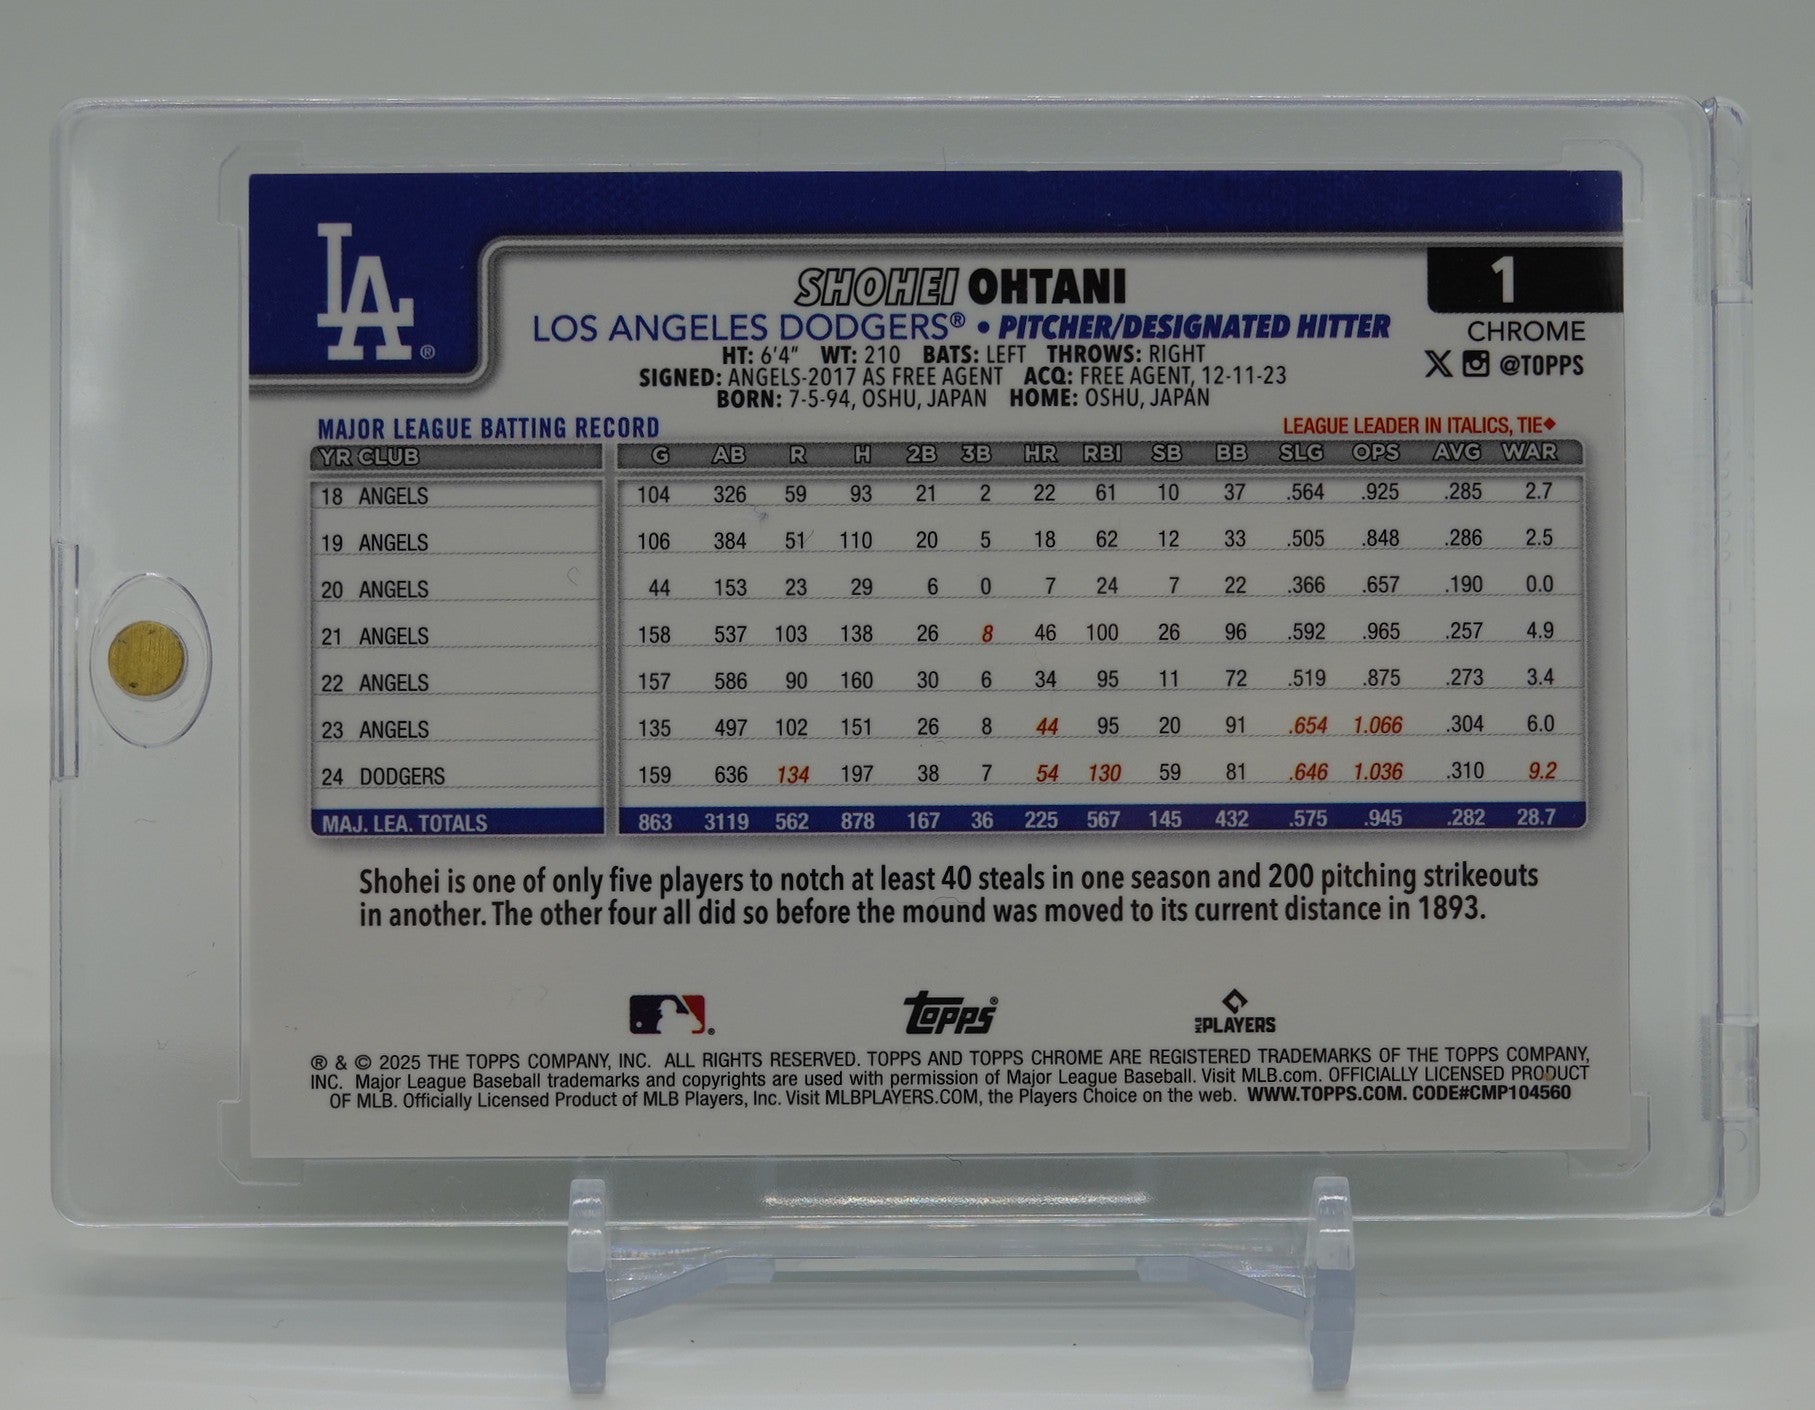 LA®
SHOHEI OHTANI
1
LOS ANGELES DODGERS® • PITCHER/DESIGNATED HITTER
CHROME
HT: 6'4" WT: 210 BATS: LEFT THROWS: RIGHT
X @TOPPS
SIGNED: ANGELS-2017 AS FREE AGENT ACQ: FREE AGENT, 12-11-23
BORN: 7-5-94, OSHU, JAPAN HOME: OSHU, JAPAN
MAJOR LEAGUE BATTING RECORD LEAGUE LEADER IN ITALICS, TIE◆
YR CLUB G AB R H 2B 3B HR RBI SB BB SLG OPS AVG WAR
18 ANGELS 104 326 59 93 21 2 22 61 10 37 .564 .925 .285 2.7
19 ANGELS 106 384 51 110 20 5 18 62 12 33 .505 .848 .286 2.5
20 ANGELS 44 153 23 29 6 0 7 24 7 22 .366 .657 .190 0.0
21 ANGELS 158 537 103 138 26 8 46 100 26 96 .592 .965 .257 4.9
22 ANGELS 157 586 90 160 30 6 34 95 11 72 .519 .875 .273 3.4
23 ANGELS 135 497 102 151 26 8 44 95 20 91 .654 1.066 .304 6.0
24 DODGERS 159 636 134 197 38 7 54 130 59 81 .646 1.036 .310 9.2
MAJ. LEA. TOTALS 863 3119 562 878 167 36 225 567 145 432 .575 .945 .282 28.7
Shohei is one of only five players to notch at least 40 steals in one season and 200 pitching strikeouts
in another. The other four all did so before the mound was moved to its current distance in 1893.
Topps® MLB PLAYERS
® & © 2025 THE TOPPS COMPANY, INC. ALL RIGHTS RESERVED. TOPPS AND TOPPS CHROME ARE REGISTERED TRADEMARKS OF THE TOPPS COMPANY,
INC. Major League Baseball trademarks and copyrights are used with permission of Major League Baseball. Visit MLB.com. OFFICIALLY LICENSED PRODUCT
OF MLB. Officially Licensed Product of MLB Players, Inc. Visit MLBPLAYERS.COM, the Players Choice on the web. WWW.TOPPS.COM. CODE#CMP104560